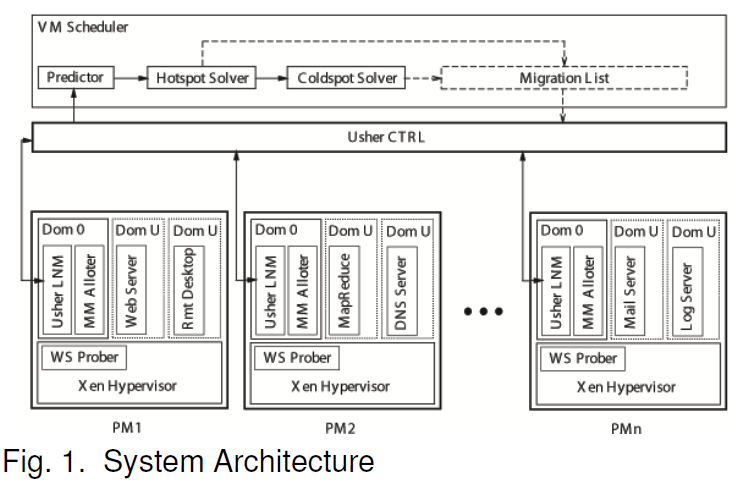 VM Scheduler
Predictor
Hotspot Solver
Coldspot Solver
Migration List
Usher CTRL
Dom 0
Dom U
Dom U
Usher LNM
MM Alloter
Web Server
Rmt Desktop
WS Prober
Xen Hypervisor
PM1
Dom 0
Dom U
Dom U
Usher LNM
MM Alloter
MapReduce
DNS Server
WS Prober
Xen Hypervisor
PM2
Dom 0
Dom U
Dom U
Usher LNM
MM Alloter
Mail Server
Log Server
WS Prober
Xen Hypervisor
PMn
Fig. 1. System Architecture